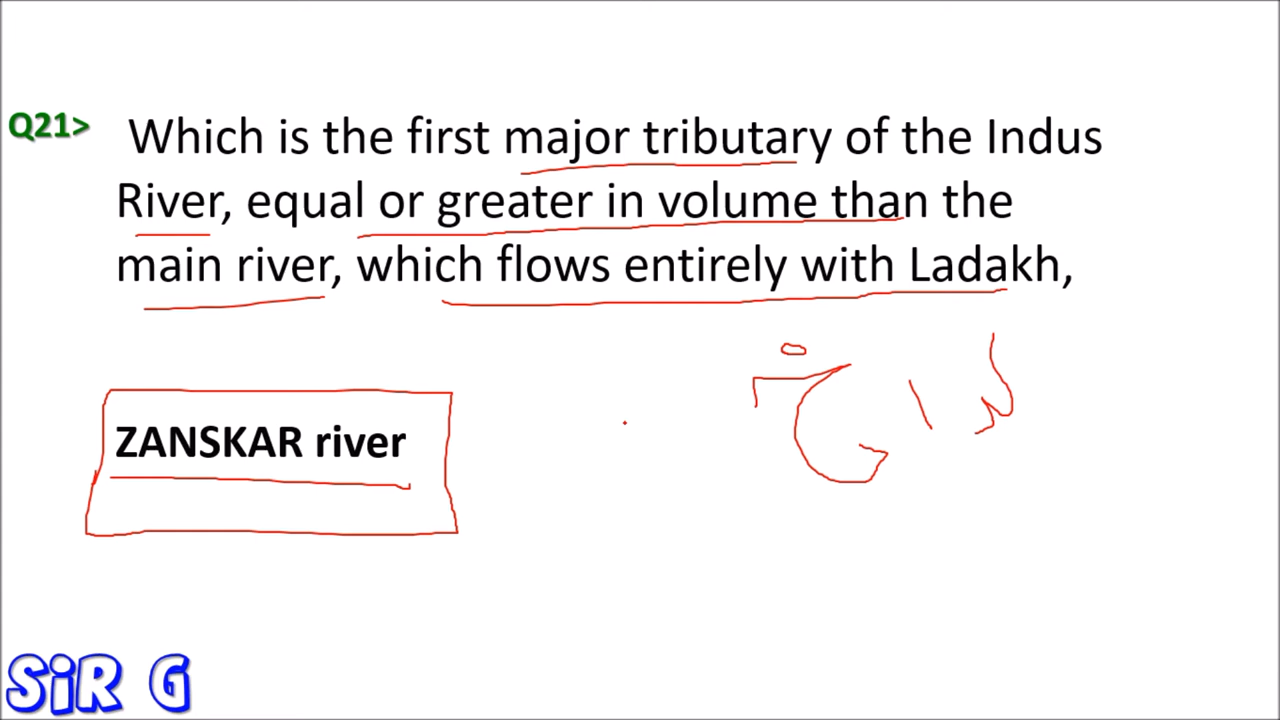 Q21> Which is the first major tributary of the Indus
River, equal or greater in volume than the
main river, which flows entirely with Ladakh,
ZANSKAR river
SiR G